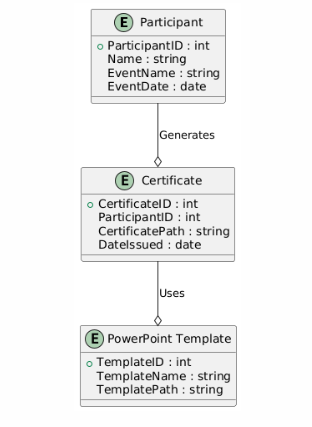 E Participant
ParticipantID : int
Name : string
EventName : string
EventDate : date
Generates
E Certificate
CertificateID : int
ParticipantID : int
CertificatePath : string
DateIssued : date
Uses
E PowerPoint Template
TemplateID : int
TemplateName : string
TemplatePath : string